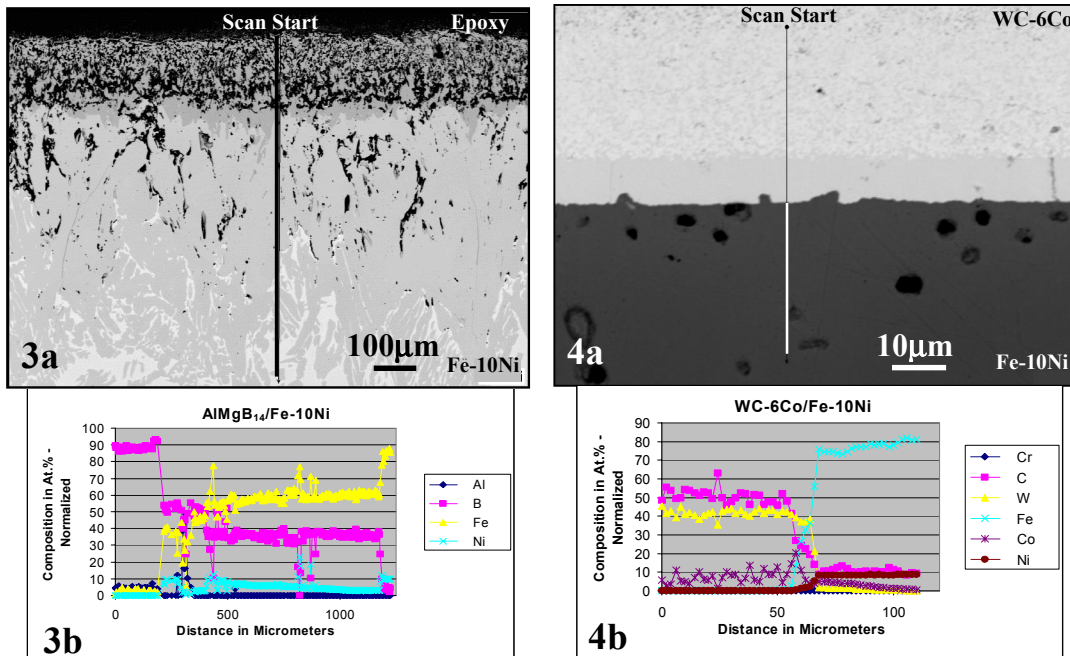 Scan Start
Epoxy
3a
100μm
Fe-10Ni
Scan Start
WC-6Co
4a
10μm
Fe-10Ni
AlMgB₁₄/Fe-10Ni
Composition in At.% -
Normalized
100
90
80
70
60
50
40
30
20
10
0
0
500
1000
Distance in Micrometers
Al
B
Fe
Ni
3b
WC-6Co/Fe-10Ni
Composition in At.% -
Normalized
90
80
70
60
50
40
30
20
10
0
0
50
100
Distance in Micrometers
Cr
C
W
Fe
Co
Ni
4b